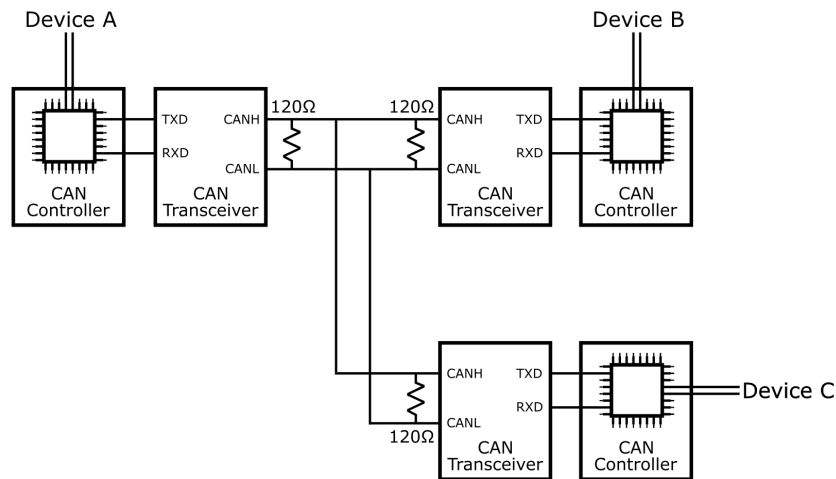 Device A
Device B
120Ω
120Ω
TXD
CANH
CANH
TXD
RXD
CANL
CANL
RXD
CAN
Controller
CAN
Transceiver
CAN
Transceiver
CAN
Controller
CANH
TXD
Device C
CANL
RXD
120Ω
CAN
Transceiver
CAN
Controller